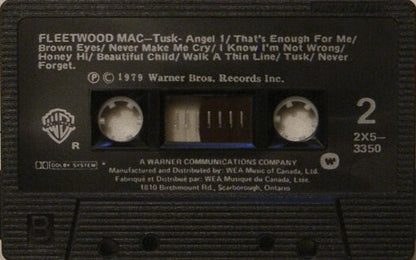 FLEETWOOD MAC—Tusk- Angel 1/ That's Enough For Me/
Brown Eyes/ Never Make Me Cry/ I Know I'm Not Wrong/
Honey Hi/ Beautiful Child/ Walk A Thin Line/ Tusk/ Never
Forget.
Ⓟ © 1979 Warner Bros. Records Inc.
2
2X5–
3350
R
DOLBY SYSTEM
A WARNER COMMUNICATIONS COMPANY
Manufactured and Distributed by: WEA Music of Canada, Ltd.
Fabriqué et Distribué par: WEA Musique du Canada, Ltée.
1810 Birchmount Rd., Scarborough, Ontario
B